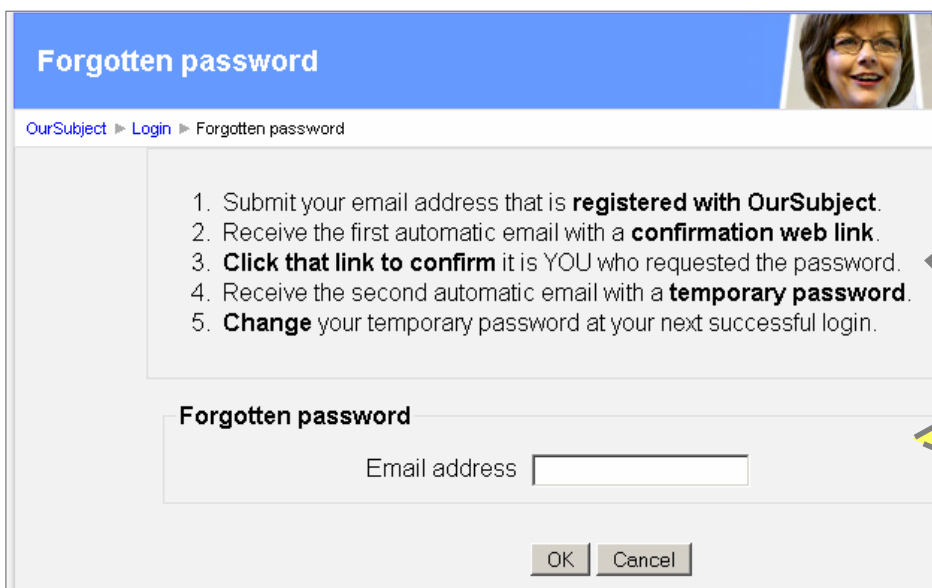 Forgotten password
OurSubject ► Login ► Forgotten password
1. Submit your email address that is registered with OurSubject.
2. Receive the first automatic email with a confirmation web link.
3. Click that link to confirm it is YOU who requested the password.
4. Receive the second automatic email with a temporary password.
5. Change your temporary password at your next successful login.
Forgotten password
Email address
OK Cancel